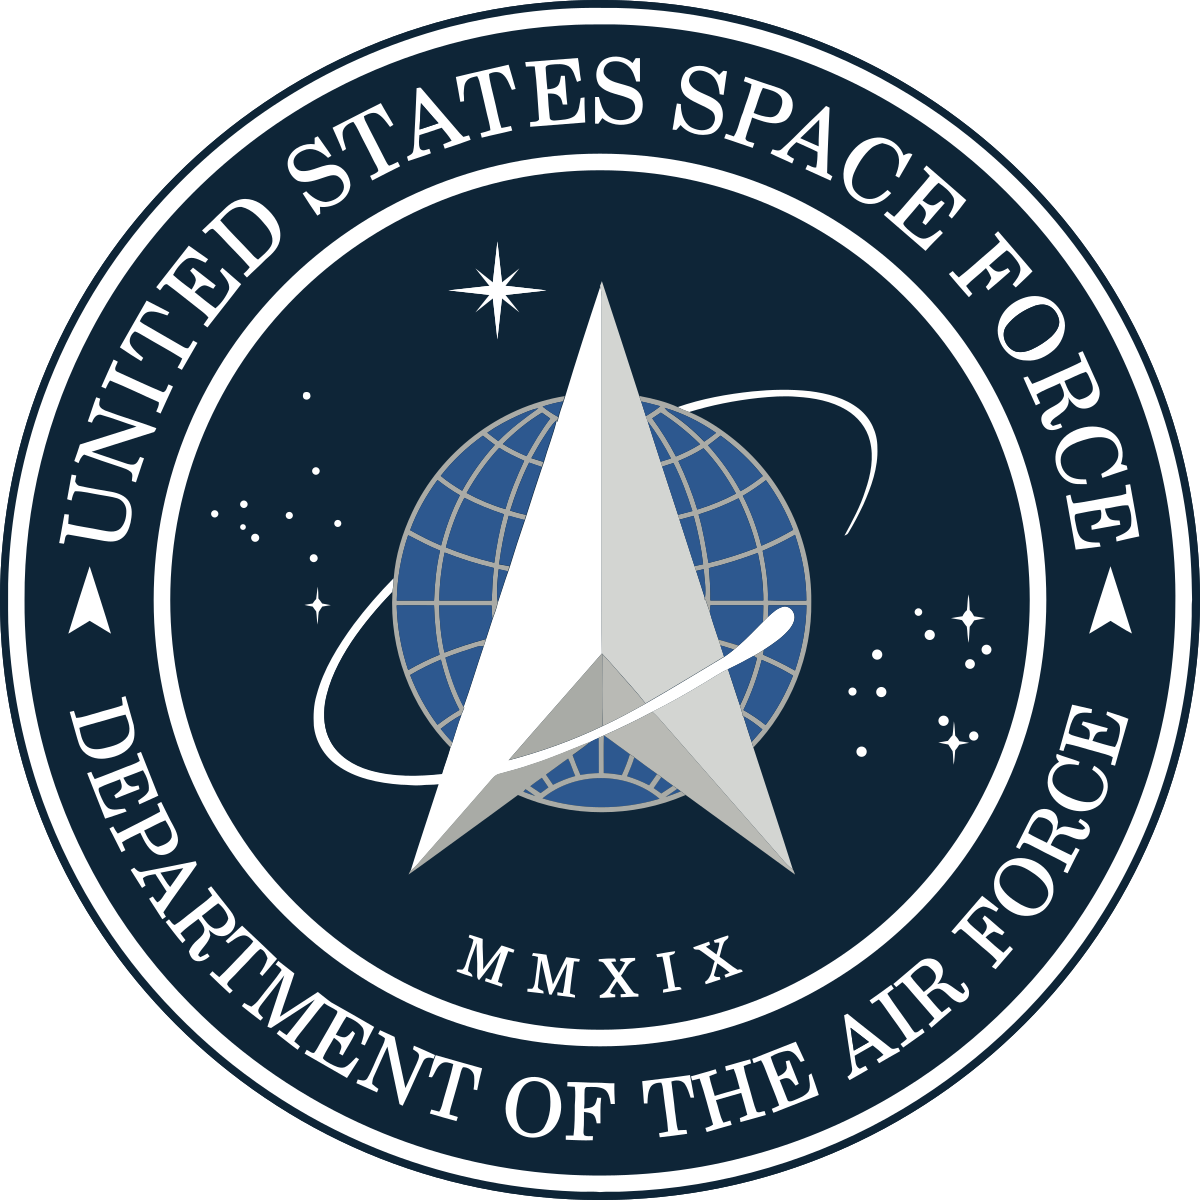 UNITED STATES SPACE FORCE
MMXIX
DEPARTMENT OF THE AIR FORCE